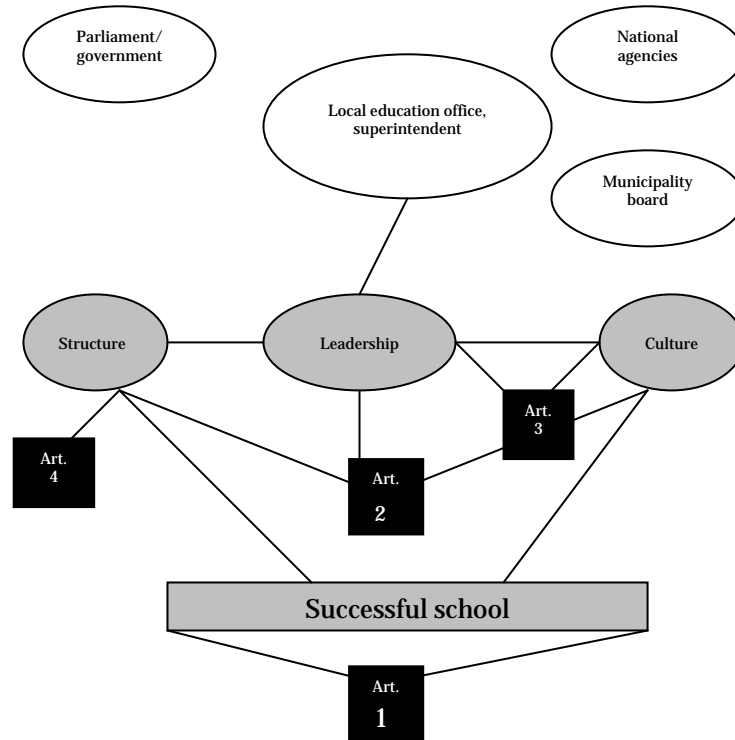 Parliament/
government
National
agencies
Local education office,
superintendent
Municipality
board
Structure
Leadership
Culture
Art.
3
Art.
4
Art.
2
Successful school
Art.
1